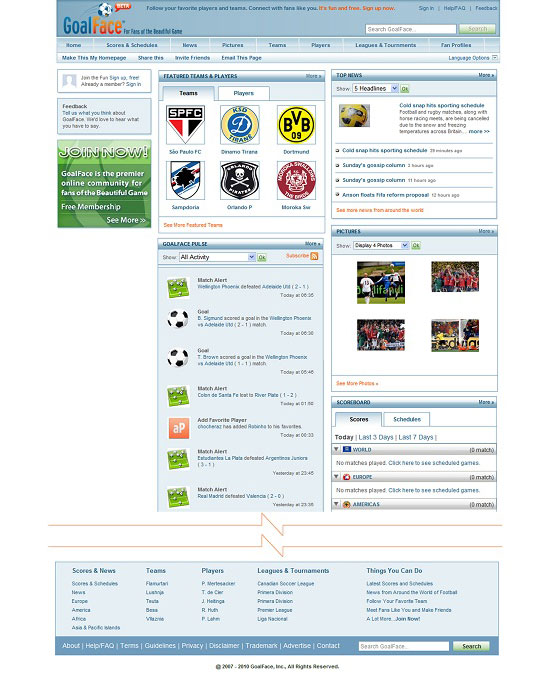 BETA
GoalFace
For Fans of the Beautiful Game
Follow your favorite players and teams. Connect with fans like you. It's fun and free. Sign up now.
Sign in | Help/FAQ | Feedback
Search GoalFace... Search
Home Scores & Schedules News Pictures Teams Players Leagues & Tournments Fan Profiles
Make This My Homepage Share this Invite Friends Email This Page Language Options
Join the Fun Sign up, free!
Already a member? Sign in
Feedback
Tell us what you think about
GoalFace. We'd love to hear what
you have to say..
JOIN NOW!
GoalFace is the premier
online community for
fans of the Beautiful Game
Free Membership
See More >>
FEATURED TEAMS & PLAYERS More »
Teams Players
SPFC
KSD
BVB
09
São Paulo FC Dinamo Tirana Dortmund
Sampdoria Orlando P Moroka Sw
See More Featured Teams
GOALFACE PULSE More »
Show: All Activity Ok Subscribe
Match Alert
Wellington Phoenix defeated Adelaide Utd ( 2 - 1 )
Today at 06:35
Goal
B. Sigmund scored a goal in the Wellington Phoenix
vs Adelaide Utd ( 2 - 1 ) match.
Today at 06:30
Goal
T. Brown scored a goal in the Wellington Phoenix
vs Adelaide Utd ( 2 - 1 ) match.
Today at 05:46
Match Alert
Colon de Santa Fe lost to River Plate ( 1 - 2 )
Today at 01:50
Add Favorite Player
aP
chocheraz has added Robinho to his favorites.
Today at 00:33
Match Alert
Estudiantes La Plata defeated Argentinos Juniors
( 3 - 1 )
Yesterday at 23:45
Match Alert
Real Madrid defeated Valencia ( 2 - 0 )
Yesterday at 23:35
TOP NEWS More »
Show: 5 Headlines Ok
Cold snap hits sporting schedule
Football and rugby matches, along with
horse racing meets, are being cancelled
due to the snow and freezing
temperatures across Britain... more >>
Cold snap hits sporting schedule 39 minutes ago
Sunday's gossip column 3 hours ago
Sunday's gossip column 11 hours ago
Anson floats Fifa reform proposal 12 hours ago
See more news from around the world
PICTURES More »
Show: Display 4 Photos Ok
See More Photos »
SCOREBOARD More »
Scores Schedules
Today | Last 3 Days | Last 7 Days |
WORLD (0 match)
No matches played. Click here to see scheduled games.
EUROPE (0 match)
No matches played. Click here to see scheduled games.
AMERICAS (0 match)
Scores & News Teams Players Leagues & Tournaments Things You Can Do
Scores & Schedules Flamurtari P. Mertesacker Canadian Soccer League Latest Scores and Schedules
News Lushnja T. de Cler Primera Division News from Around the World of Football
Europe Teuta J. Heitinga Primera Division Follow Your Favorite Team
America Besa R. Huth Premier League Meet Fans Like You and Make Friends
Africa Vllaznia P. Lahm Liga Nacional A Lot More ...Join Now!
Asia & Pacific Islands
About | Help/FAQ | Terms | Guidelines | Privacy | Disclaimer | Trademark | Advertise | Contact Search GoalFace... Search
@ 2007 - 2010 GoalFace, Inc., All Rights Reserved.